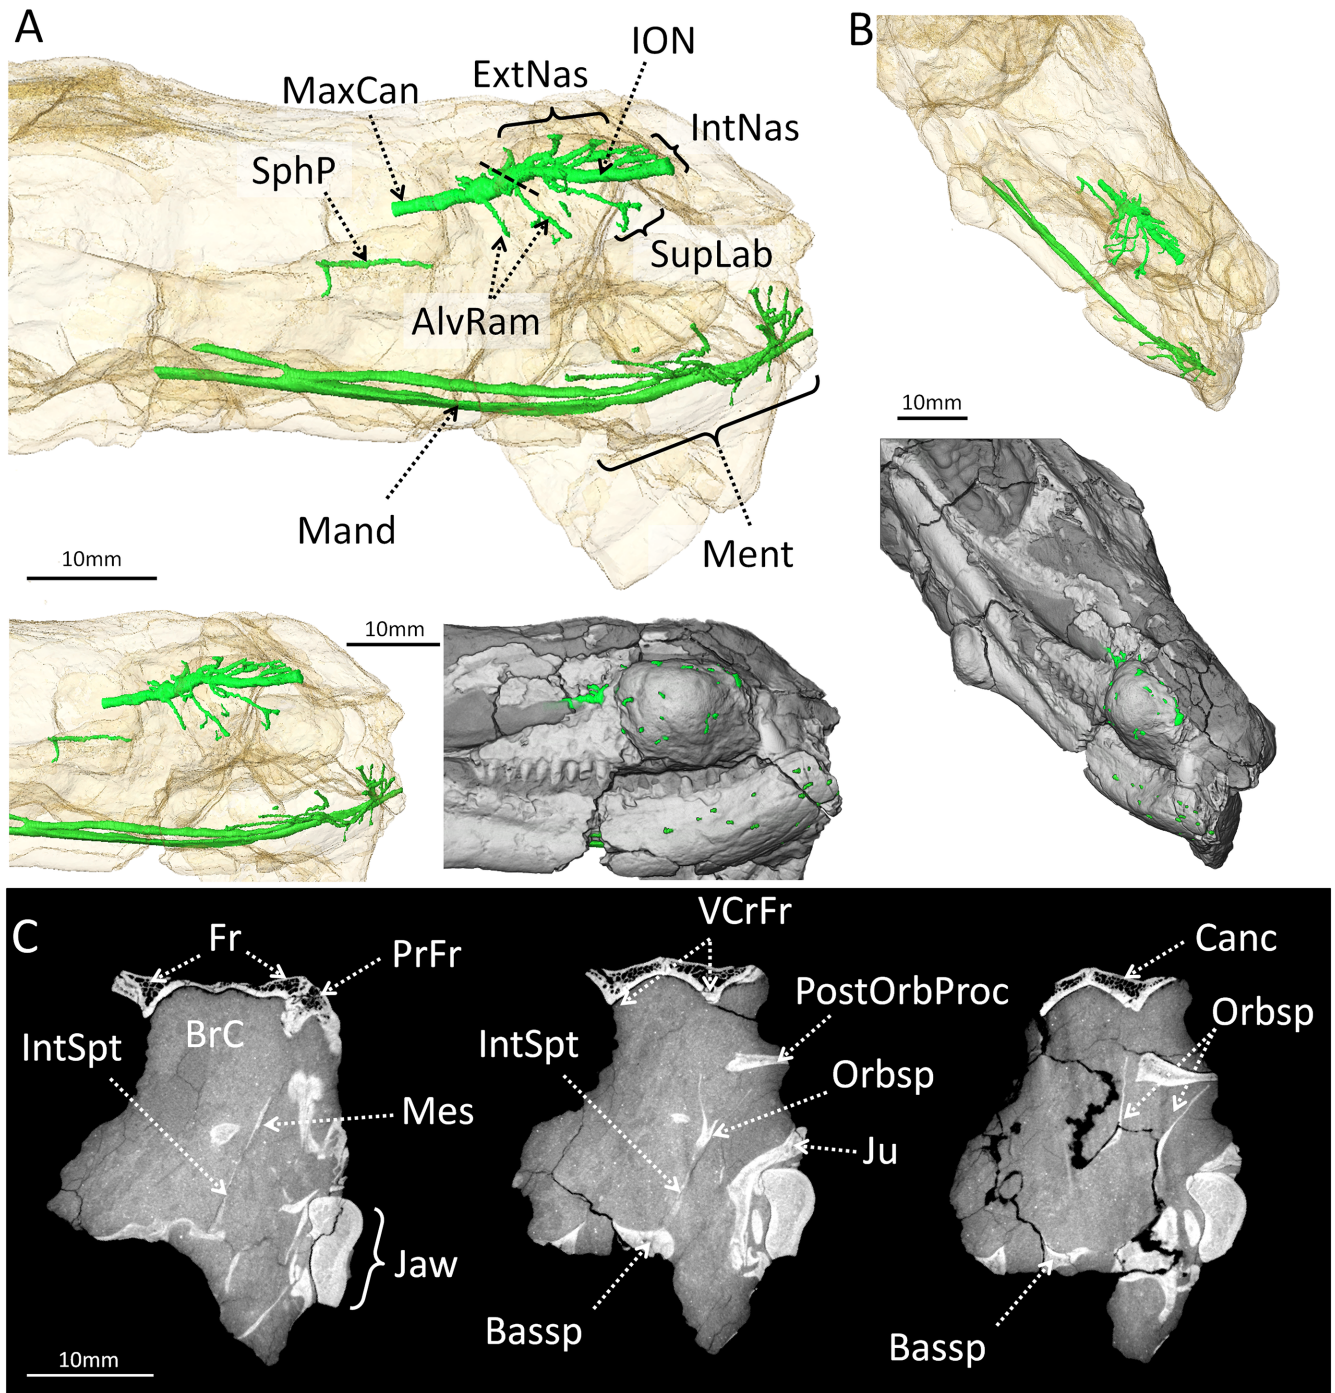 A
B
ION
ExtNas
MaxCan
IntNas
SphP
SupLab
AlvRam
10mm
Mand
Ment
10mm
10mm
C
VCrFr
Fr
PrFr
Canc
PostOrbProc
Orbsp
BrC
IntSpt
IntSpt
Orbsp
Mes
Ju
Jaw
Bassp
Bassp
10mm